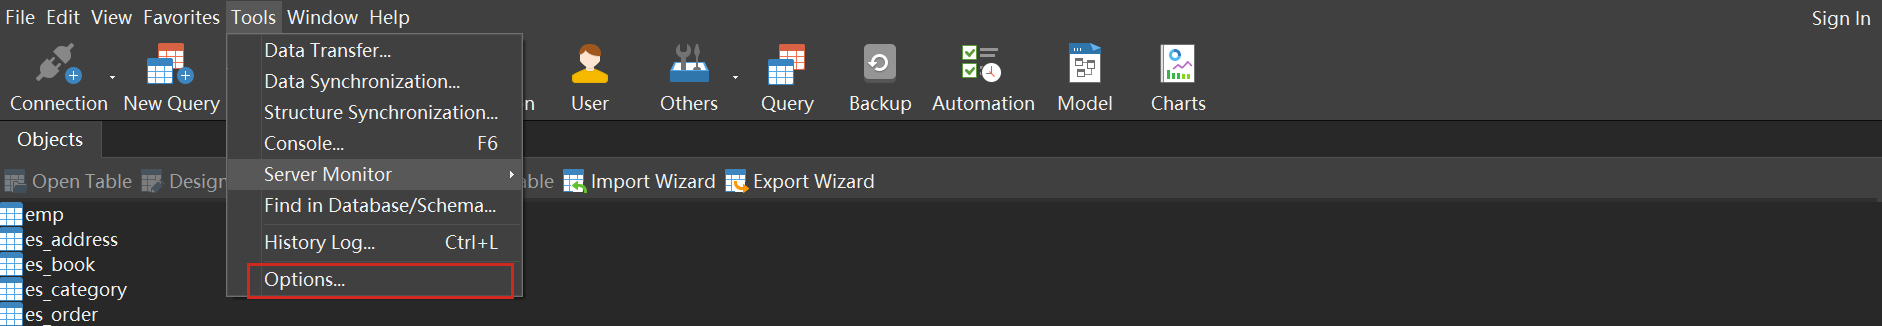 File Edit View Favorites Tools Window Help
Sign In
Connection New Query
User Others Query Backup Automation Model Charts
Data Transfer...
Data Synchronization...
Structure Synchronization...
Console... F6
Server Monitor
Find in Database/Schema...
History Log... Ctrl+L
Options...
Objects
Open Table Design
Import Wizard Export Wizard
emp
es_address
es_book
es_category
es_order